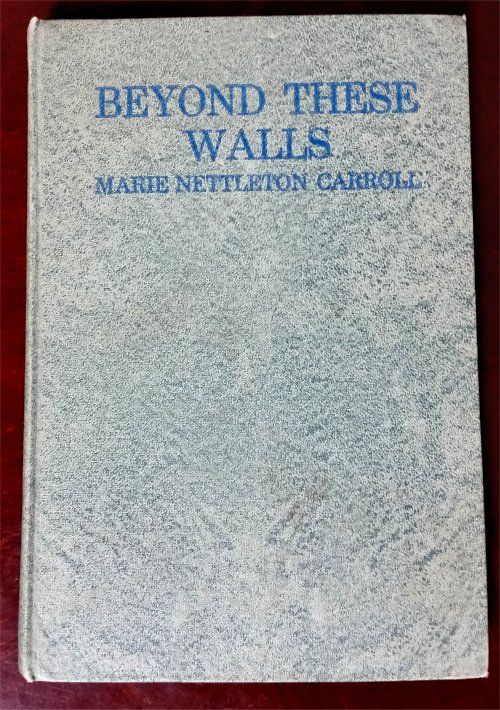 BEYOND THESE
WALLS
MARIE NETTLETON CARROLL